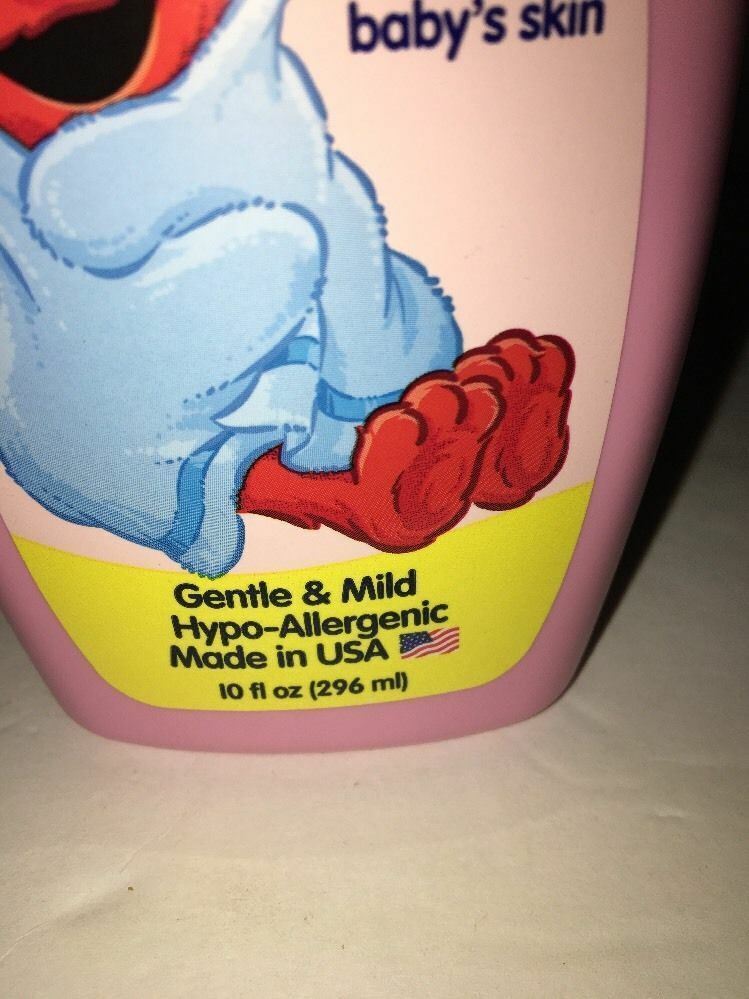 baby's skin
Gentle & Mild
Hypo-Allergenic
Made in USA
10 fl oz (296 ml)